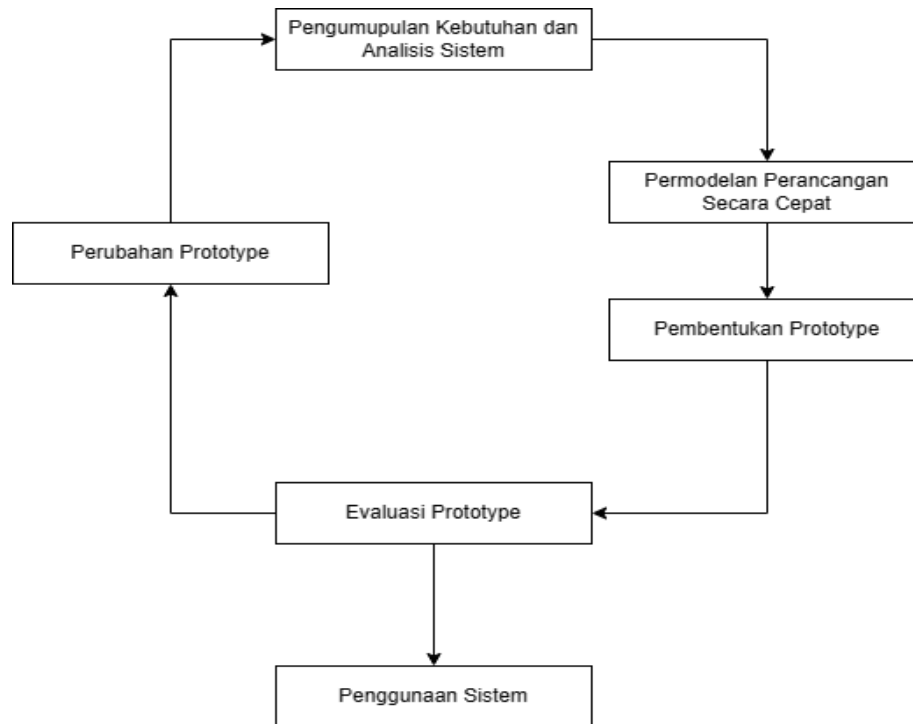 Pengumupulan Kebutuhan dan
Analisis Sistem
Permodelan Perancangan
Secara Cepat
Perubahan Prototype
Pembentukan Prototype
Evaluasi Prototype
Penggunaan Sistem